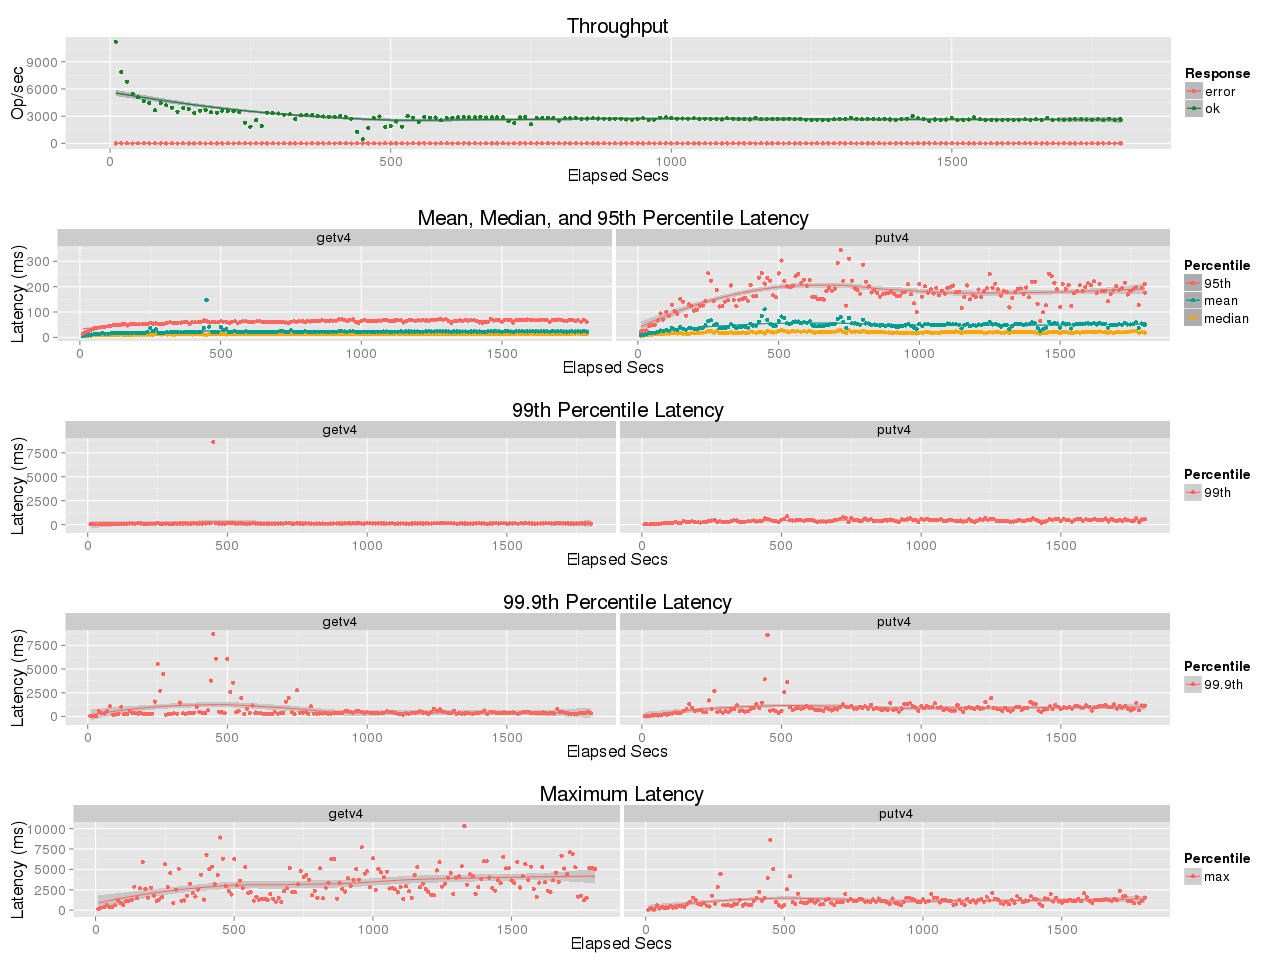 Throughput
Op/sec
9000
6000
3000
0
0 500 1000 1500
Elapsed Secs
Response
error
ok
Mean, Median, and 95th Percentile Latency
getv4 putv4
Latency (ms)
300
200
100
0
0 500 1000 1500 0 500 1000 1500
Elapsed Secs
Percentile
95th
mean
median
99th Percentile Latency
getv4 putv4
Latency (ms)
7500
5000
2500
0
0 500 1000 1500 0 500 1000 1500
Elapsed Secs
Percentile
99th
99.9th Percentile Latency
getv4 putv4
Latency (ms)
7500
5000
2500
0
0 500 1000 1500 0 500 1000 1500
Elapsed Secs
Percentile
99.9th
Maximum Latency
getv4 putv4
Latency (ms)
10000
7500
5000
2500
0
0 500 1000 1500 0 500 1000 1500
Elapsed Secs
Percentile
max